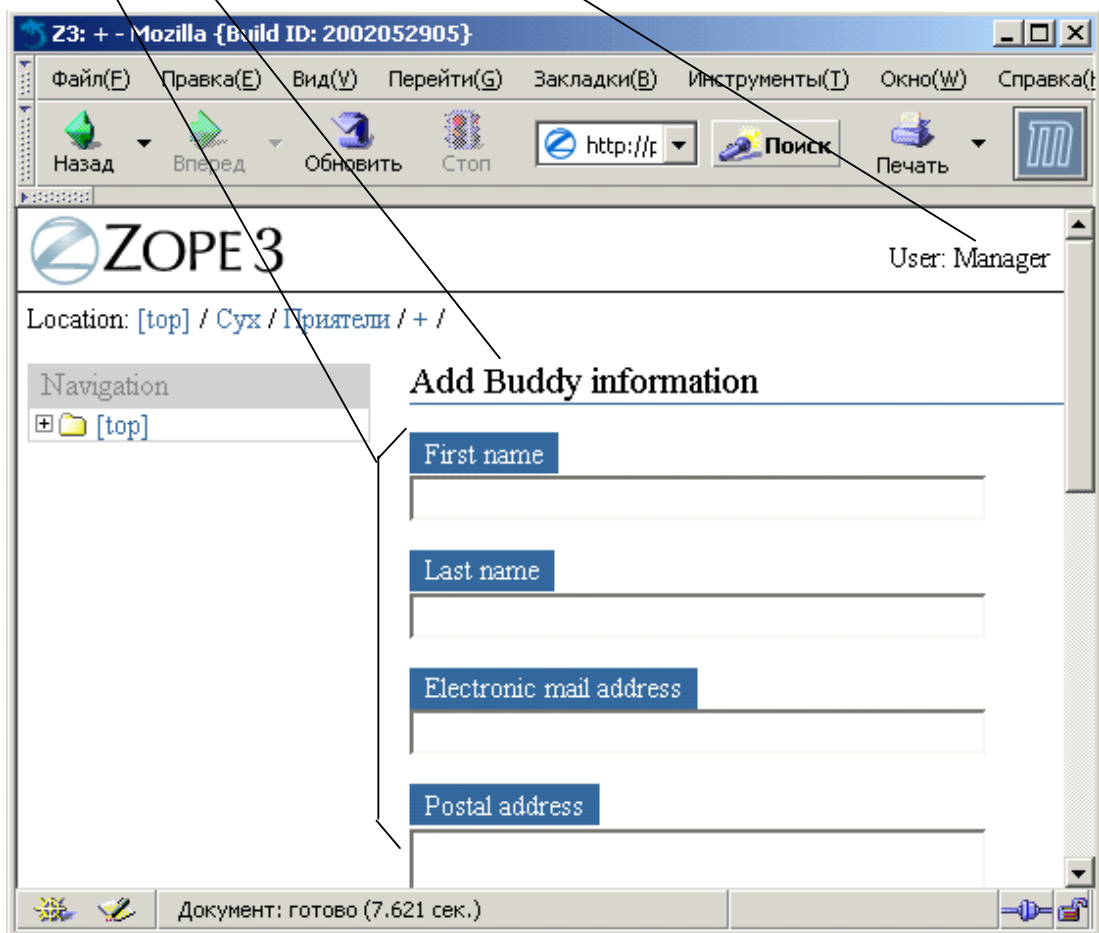 Z3: + - Mozilla {Build ID: 2002052905}
Файл(F) Правка(E) Вид(V) Перейти(G) Закладки(B) Инструменты(T) Окно(W) Справка(
Назад Вперед Обновить Стоп http:// Поиск Печать
ZOPE 3 User: Manager
Location: [top] / Сух / Приятели / + /
Navigation
[top]
Add Buddy information
First name
Last name
Electronic mail address
Postal address
Документ: готово (7.621 сек.)